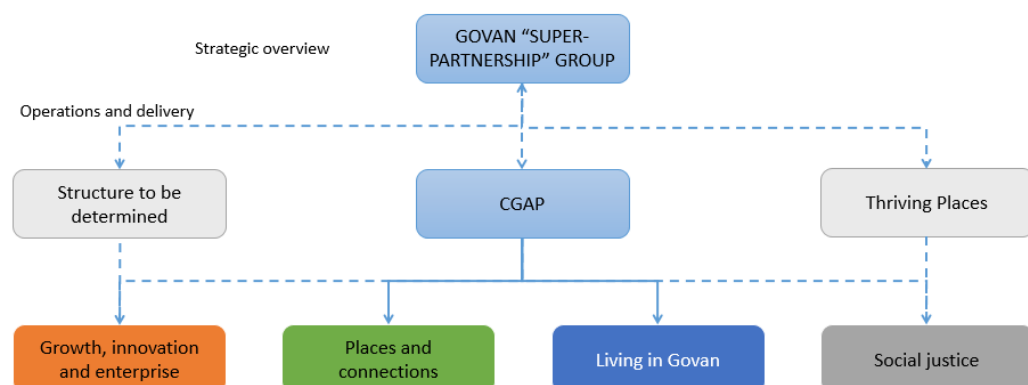 GOVAN “SUPER-
PARTNERSHIP” GROUP
Strategic overview
Operations and delivery
Structure to be
determined
CGAP
Thriving Places
Growth, innovation
and enterprise
Places and
connections
Living in Govan
Social justice